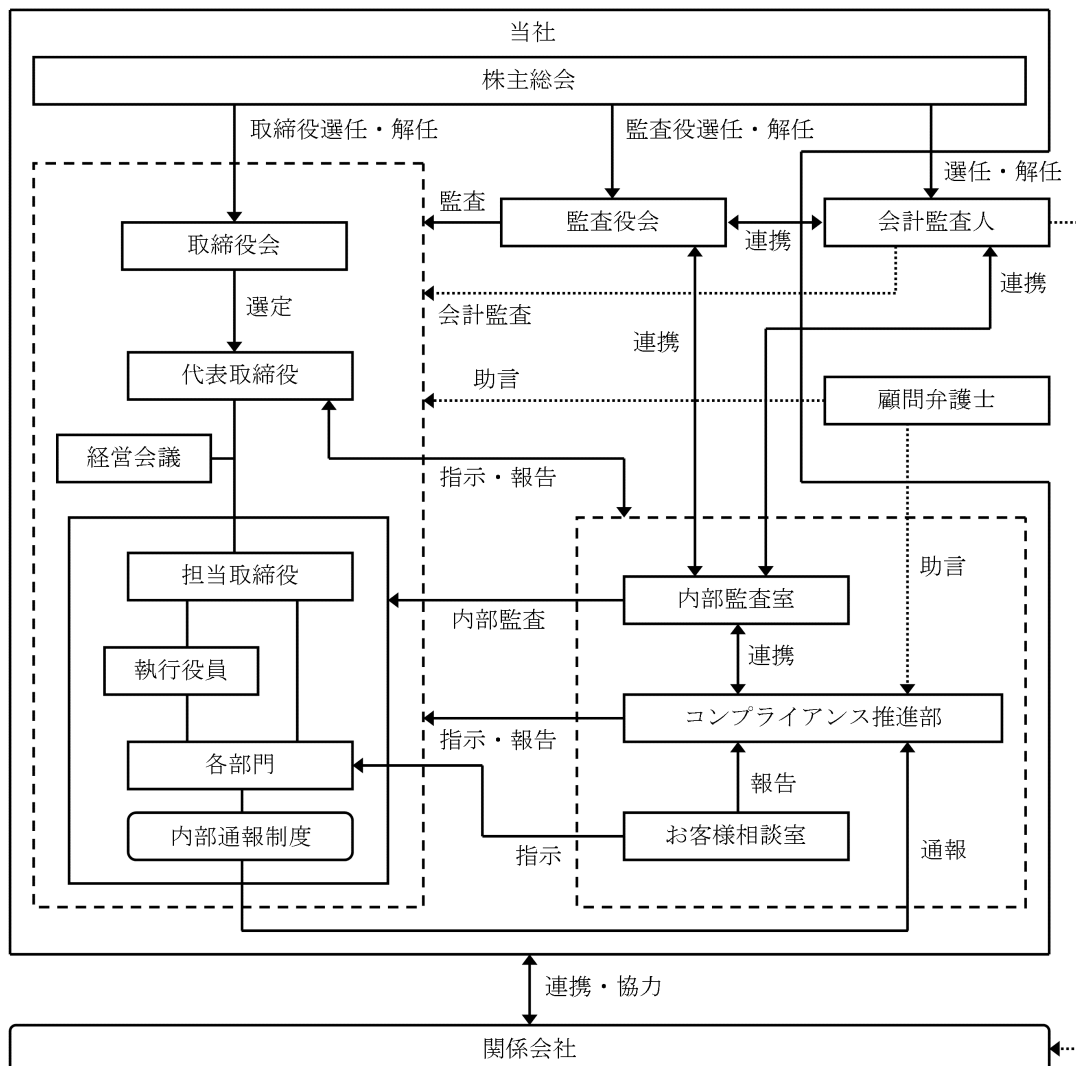 当社
株主総会
取締役選任・解任
監査役選任・解任
選任・解任
監査
監査役会
連携
会計監査人
取締役会
選定
会計監査
連携
連携
代表取締役
助言
顧問弁護士
経営会議
指示・報告
担当取締役
助言
内部監査
内部監査室
執行役員
連携
コンプライアンス推進部
指示・報告
各部門
報告
内部通報制度
お客様相談室
指示
通報
連携・協力
関係会社